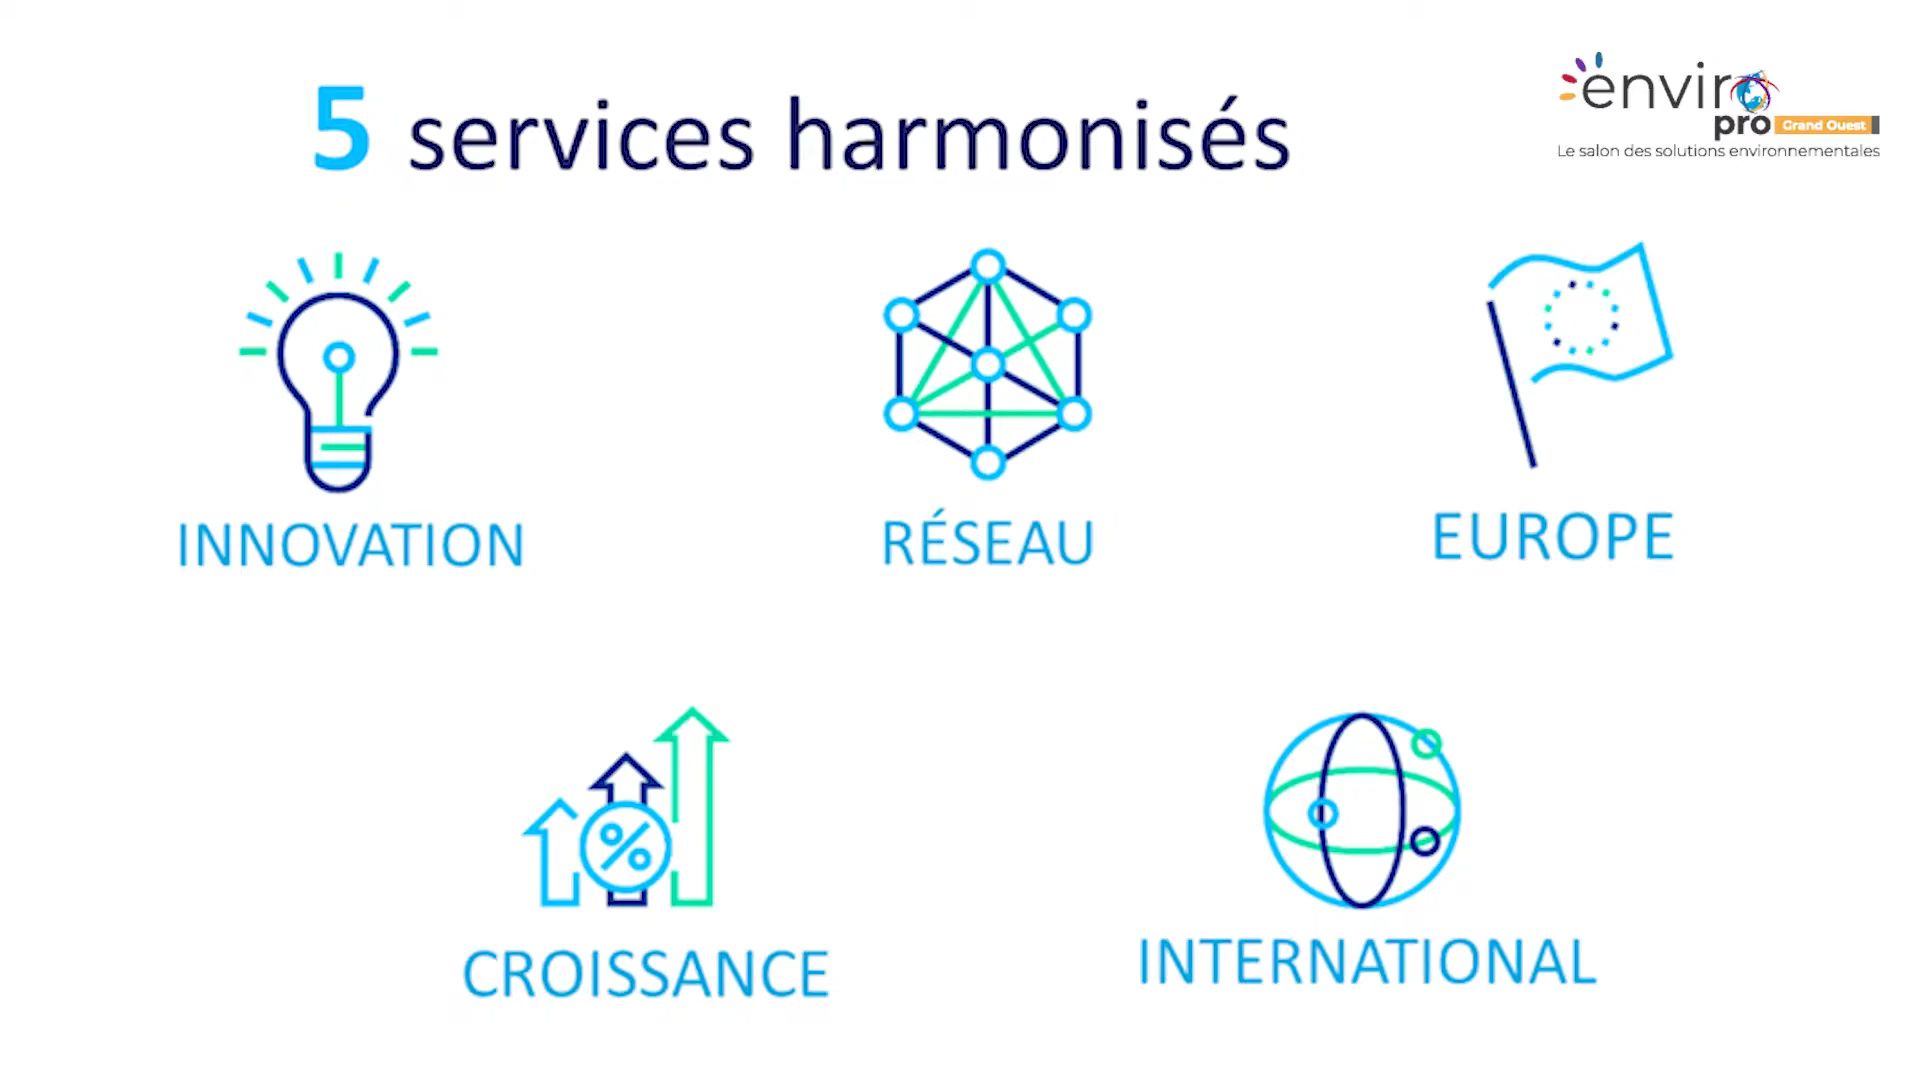 5 services harmonisés
enviro
pro Grand Ouest
Le salon des solutions environnementales
INNOVATION
RÉSEAU
EUROPE
%
CROISSANCE
INTERNATIONAL